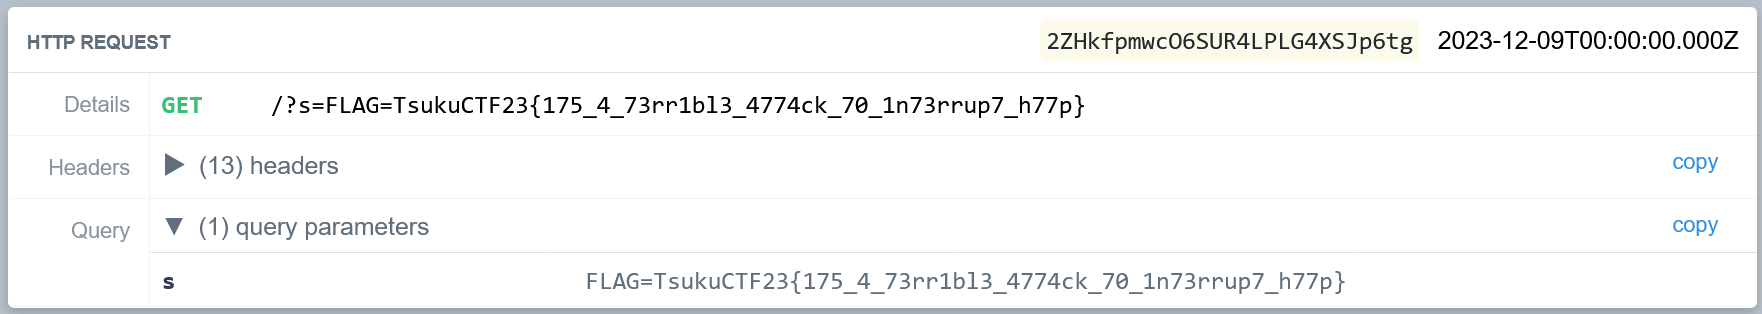 HTTP REQUEST 2ZHkfpmwcO6SUR4LPLG4XSJp6tg 2023-12-09T00:00:00.000Z
Details GET /?s=FLAG=TsukuCTF23{175_4_73rr1bl3_4774ck_70_1n73rrup7_h77p}
Headers ▶ (13) headers copy
Query ▼ (1) query parameters copy
s FLAG=TsukuCTF23{175_4_73rr1bl3_4774ck_70_1n73rrup7_h77p}